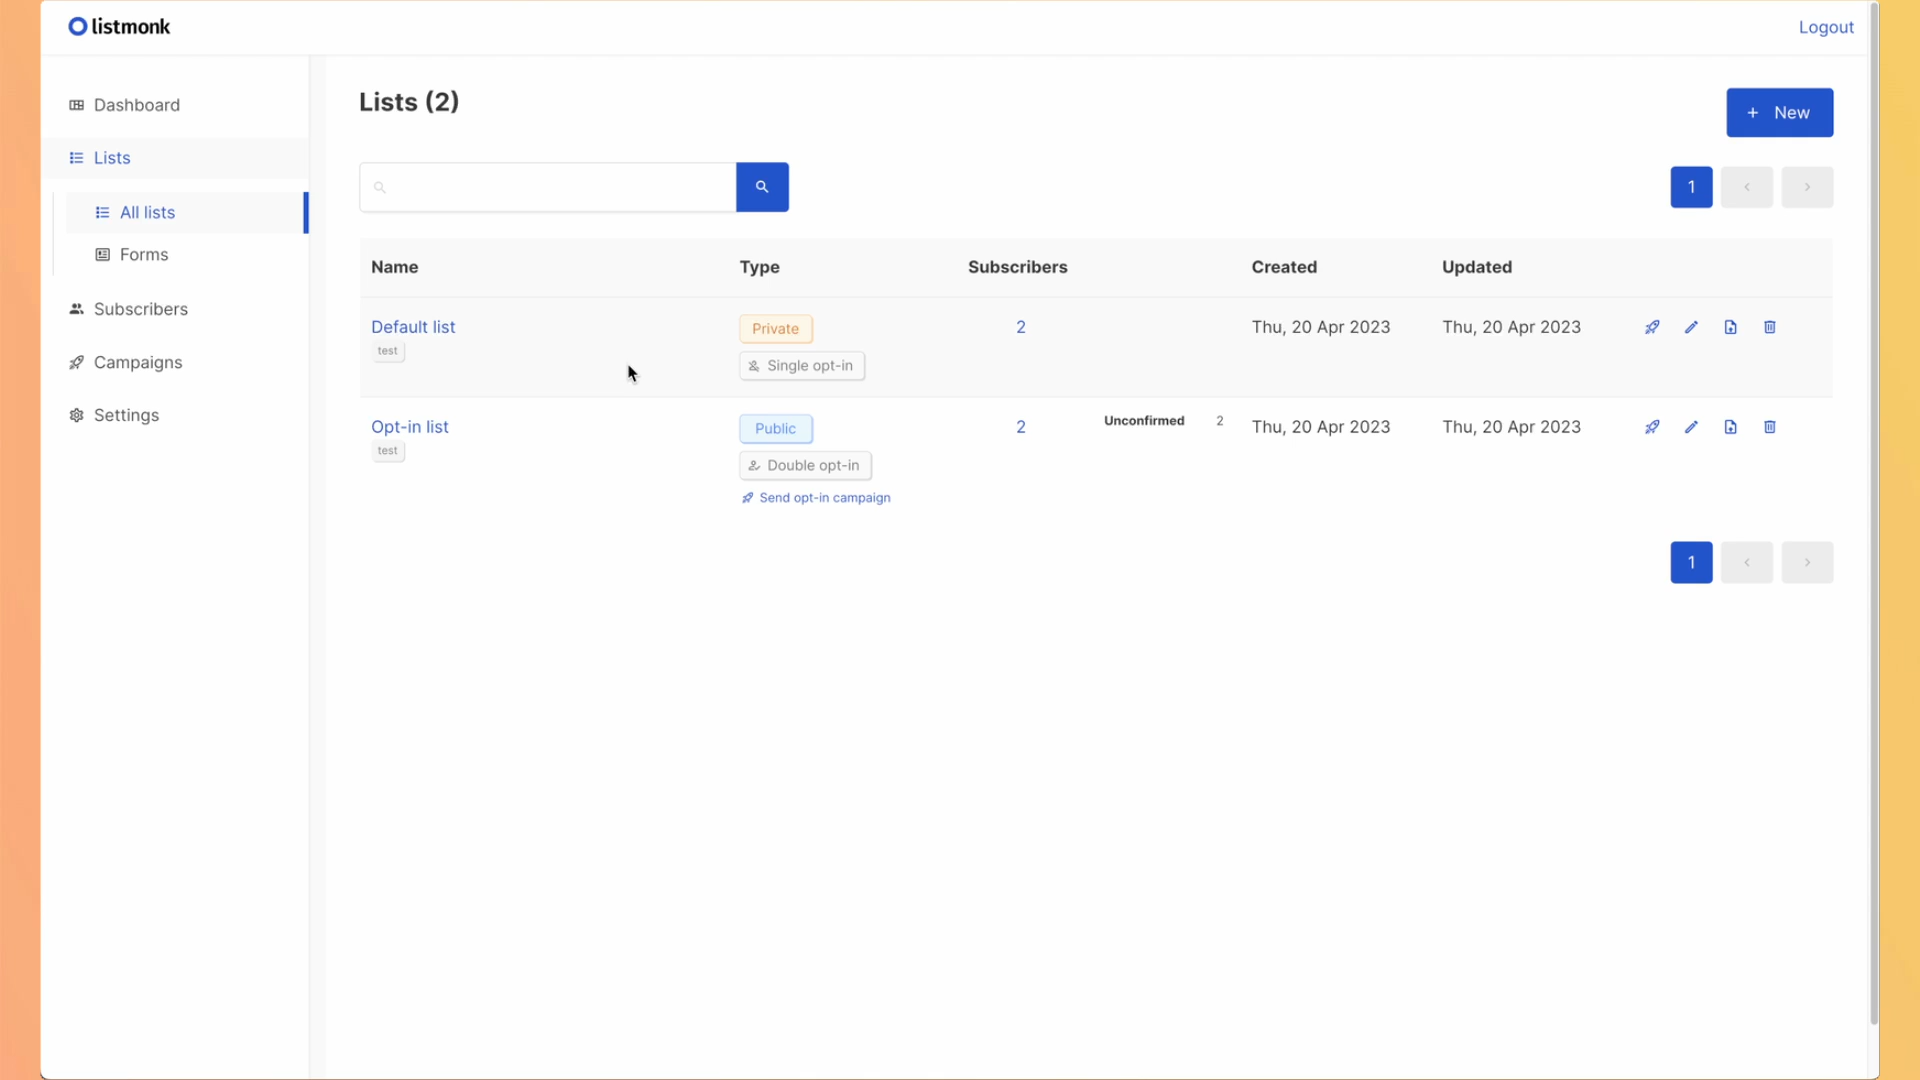 listmonk
Logout
Dashboard
Lists
All lists
Forms
Subscribers
Campaigns
Settings
Lists (2)
+ New
1
Name Type Subscribers Created Updated
Default list Private 2 Thu, 20 Apr 2023 Thu, 20 Apr 2023
test
Single opt-in
Opt-in list Public 2 Unconfirmed 2 Thu, 20 Apr 2023 Thu, 20 Apr 2023
test
Double opt-in
Send opt-in campaign
1